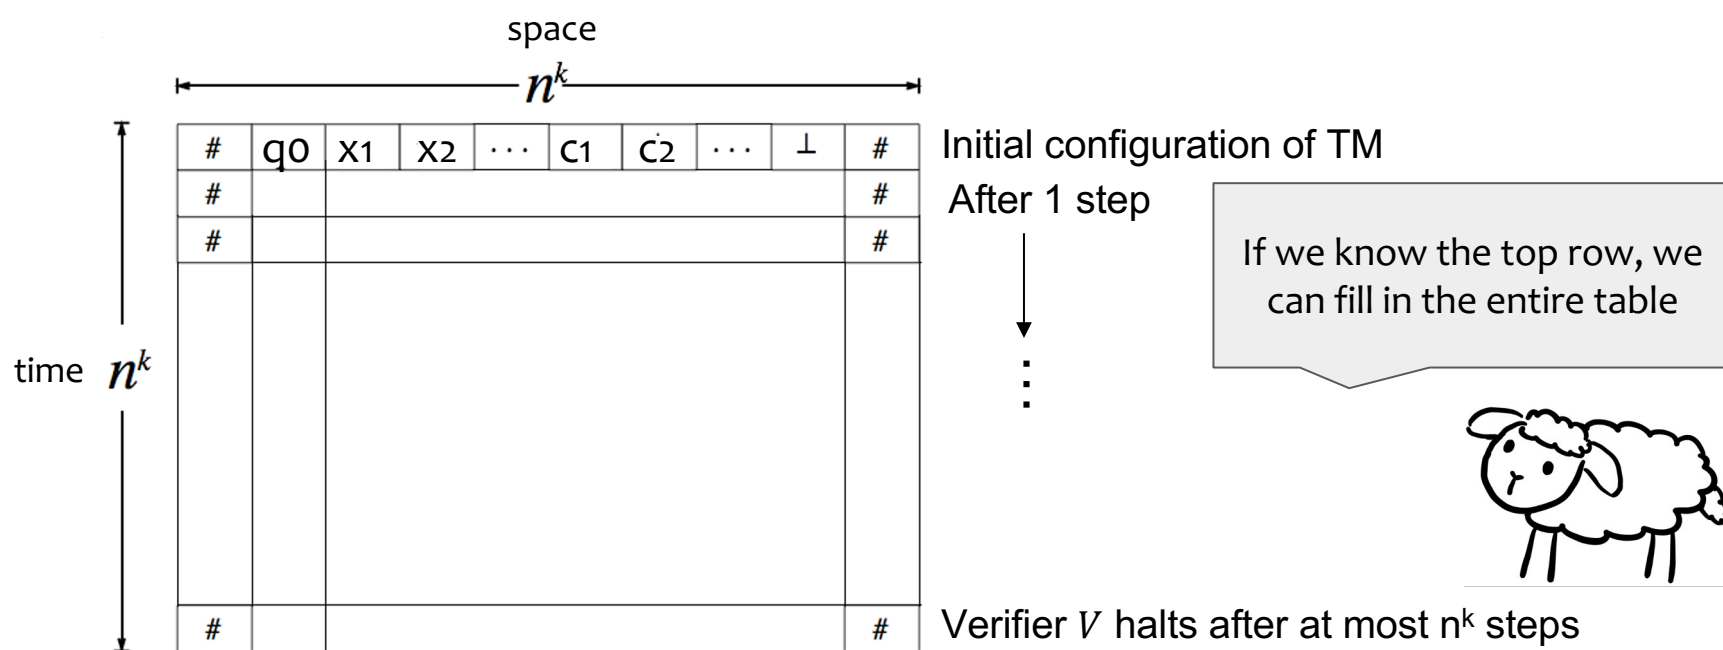 space
n^k
# q0 x1 x2 ... c1 c2 ... ⊥ #
Initial configuration of TM
# #
After 1 step
# #
If we know the top row, we
can fill in the entire table
⋮
time n^k
# #
Verifier V halts after at most n^k steps